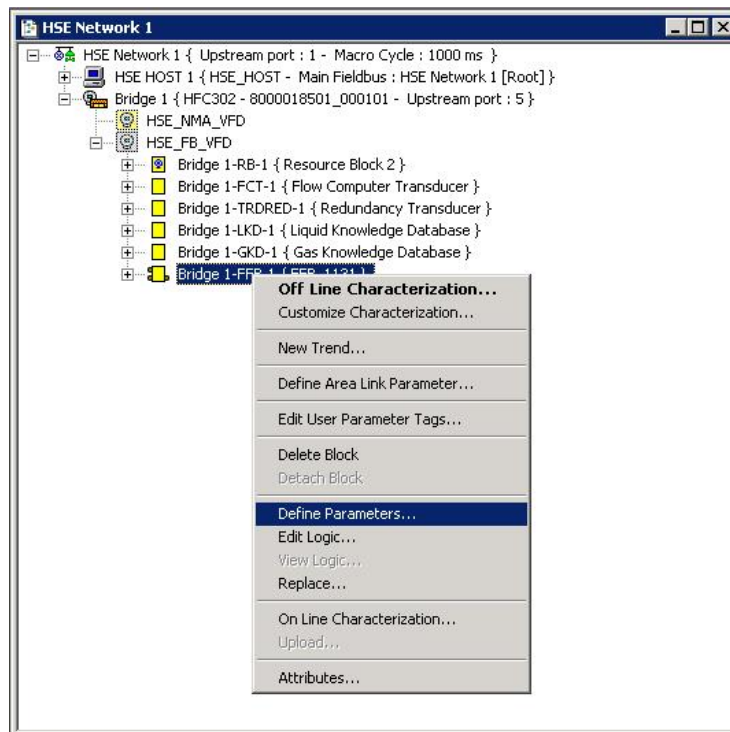 HSE Network 1
HSE Network 1 { Upstream port : 1 - Macro Cycle : 1000 ms }
HSE HOST 1 { HSE_HOST - Main Fieldbus : HSE Network 1 [Root] }
Bridge 1 { HFC302 - 8000018501_000101 - Upstream port : 5 }
HSE_NMA_VFD
HSE_FB_VFD
Bridge 1-RB-1 { Resource Block 2 }
Bridge 1-FCT-1 { Flow Computer Transducer }
Bridge 1-TRDRED-1 { Redundancy Transducer }
Bridge 1-LKD-1 { Liquid Knowledge Database }
Bridge 1-GKD-1 { Gas Knowledge Database }
Bridge 1-FFB-1 { FFB_1131 }
Off Line Characterization...
Customize Characterization...
New Trend...
Define Area Link Parameter...
Edit User Parameter Tags...
Delete Block
Detach Block
Define Parameters...
Edit Logic...
View Logic...
Replace...
On Line Characterization...
Upload...
Attributes...